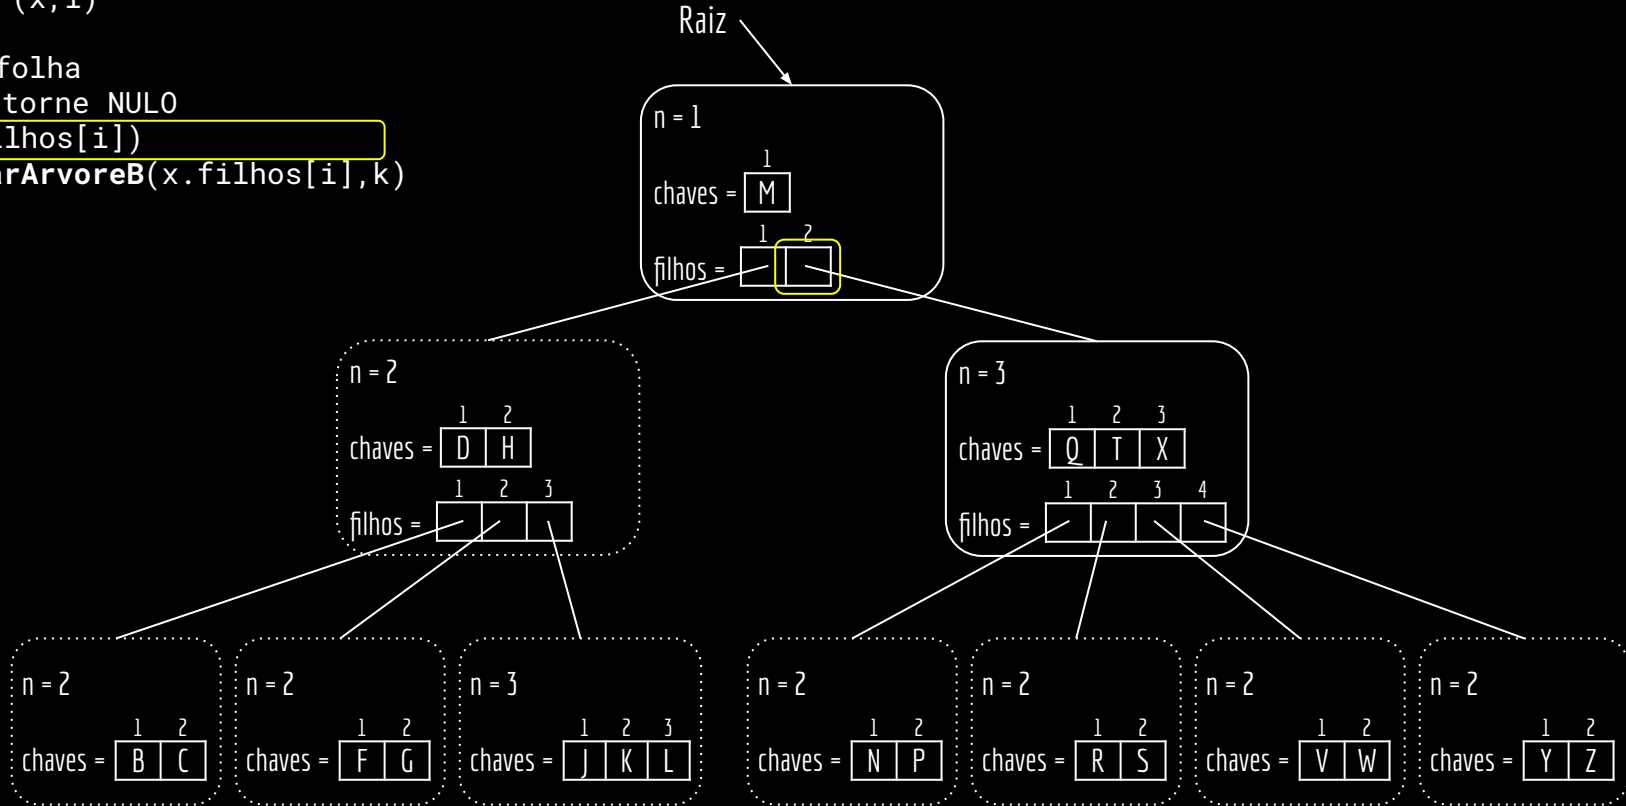 (x,i)
folha
torne NULO
lhos[i])
arArvoreB(x.filhos[i],k)
Raiz
n = 1
1
chaves = M
1 2
filhos =
n = 2
1 2
chaves = D H
1 2 3
filhos =
n = 3
1 2 3
chaves = Q T X
1 2 3 4
filhos =
n = 2
1 2
chaves = B C
n = 2
1 2
chaves = F G
n = 3
1 2 3
chaves = J K L
n = 2
1 2
chaves = N P
n = 2
1 2
chaves = R S
n = 2
1 2
chaves = V W
n = 2
1 2
chaves = Y Z